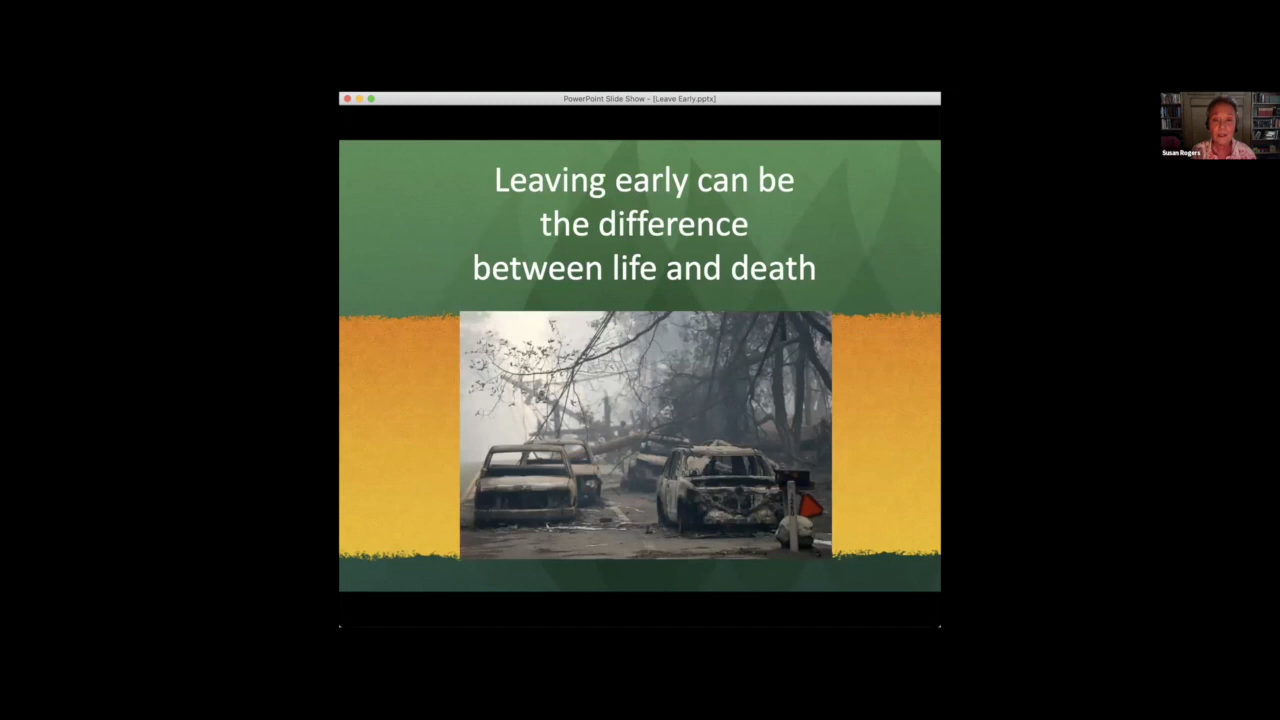 PowerPoint Slide Show - [Leave Early.pptx]
Leaving early can be
the difference
between life and death
Susan Rogers